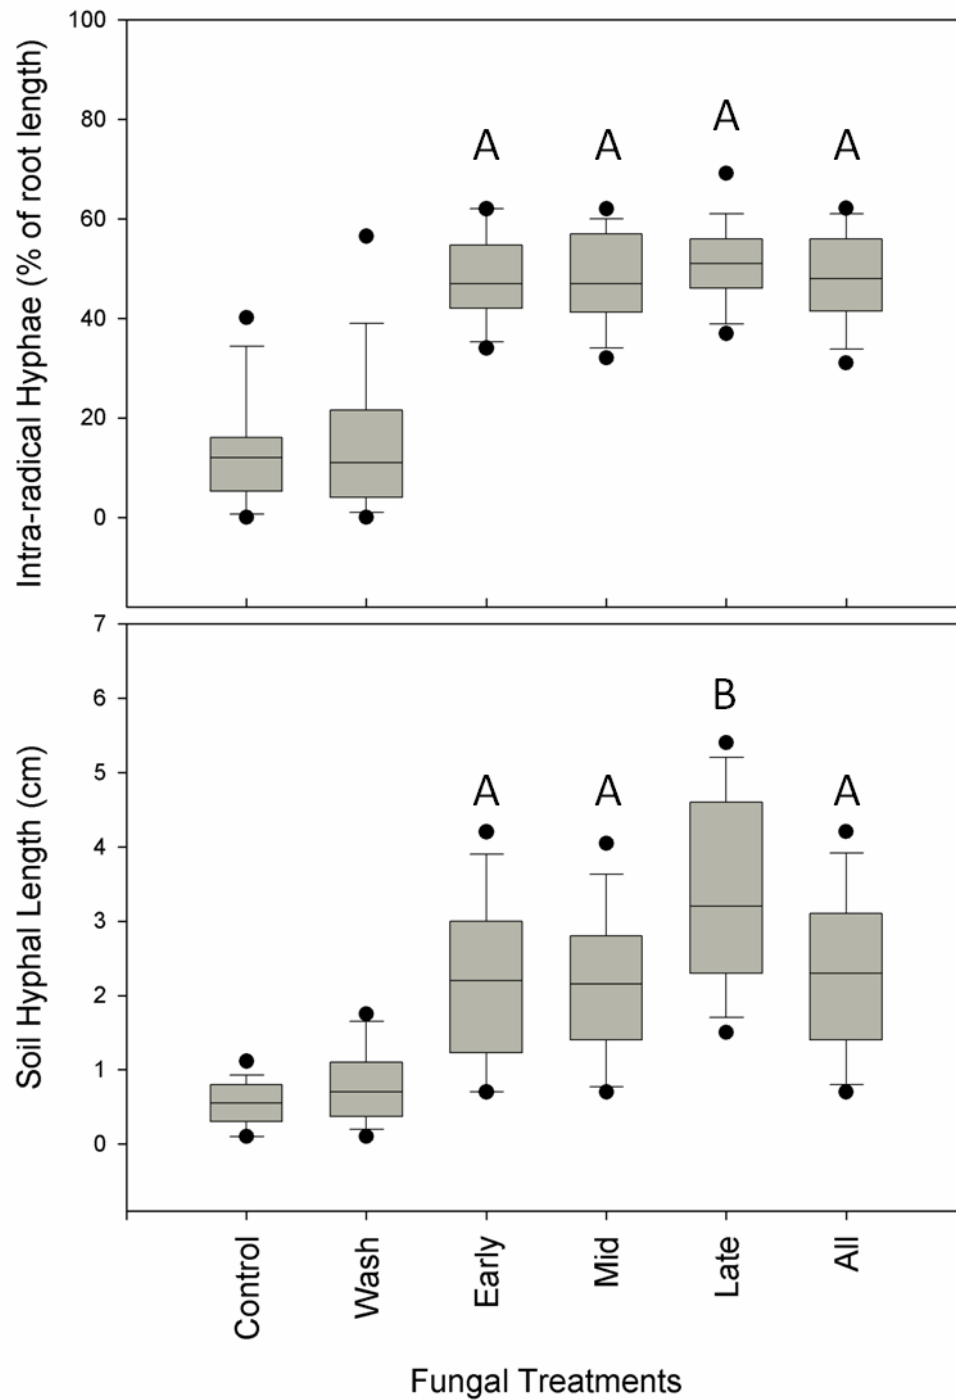 Intra-radical Hyphae (% of root length)
100
80
60
40
20
0
A
A
A
A
Soil Hyphal Length (cm)
7
6
5
4
3
2
1
0
A
A
B
A
Control
Wash
Early
Mid
Late
All
Fungal Treatments